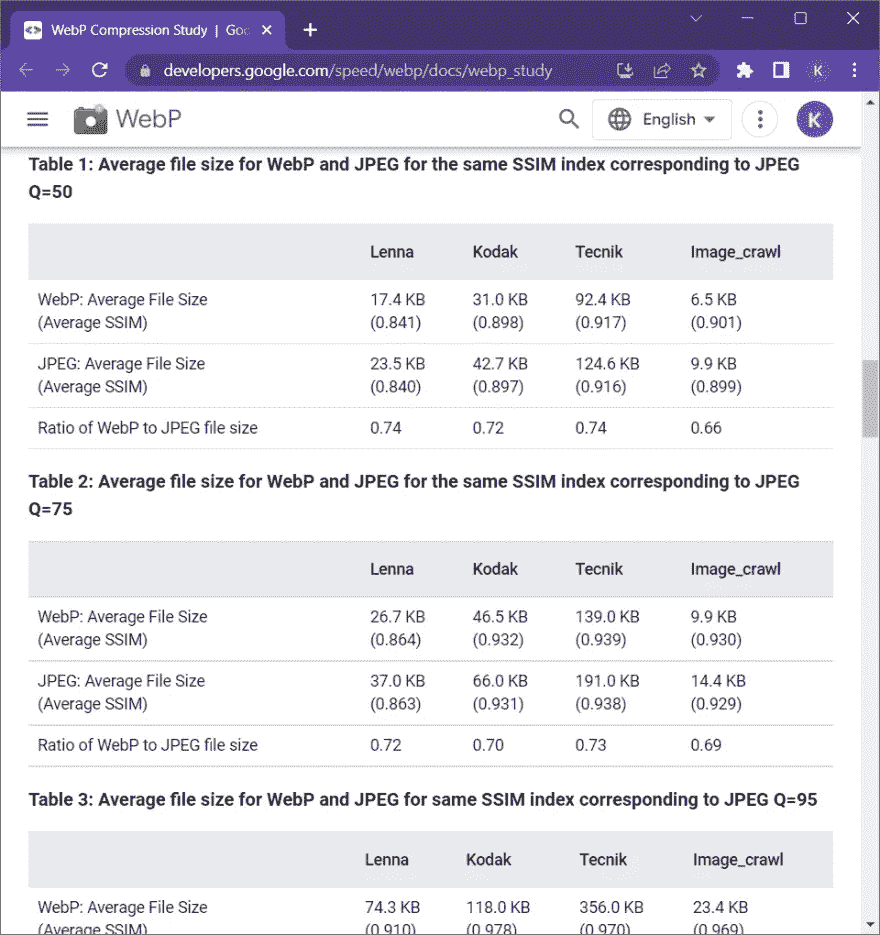 WebP Compression Study | Goo
developers.google.com/speed/webp/docs/webp_study
K
WebP
English
K
Table 1: Average file size for WebP and JPEG for the same SSIM index corresponding to JPEG
Q=50
Lenna Kodak Tecnik Image_crawl
WebP: Average File Size 17.4 KB 31.0 KB 92.4 KB 6.5 KB
(Average SSIM) (0.841) (0.898) (0.917) (0.901)
JPEG: Average File Size 23.5 KB 42.7 KB 124.6 KB 9.9 KB
(Average SSIM) (0.840) (0.897) (0.916) (0.899)
Ratio of WebP to JPEG file size 0.74 0.72 0.74 0.66
Table 2: Average file size for WebP and JPEG for the same SSIM index corresponding to JPEG
Q=75
Lenna Kodak Tecnik Image_crawl
WebP: Average File Size 26.7 KB 46.5 KB 139.0 KB 9.9 KB
(Average SSIM) (0.864) (0.932) (0.939) (0.930)
JPEG: Average File Size 37.0 KB 66.0 KB 191.0 KB 14.4 KB
(Average SSIM) (0.863) (0.931) (0.938) (0.929)
Ratio of WebP to JPEG file size 0.72 0.70 0.73 0.69
Table 3: Average file size for WebP and JPEG for same SSIM index corresponding to JPEG Q=95
Lenna Kodak Tecnik Image_crawl
WebP: Average File Size 74.3 KB 118.0 KB 356.0 KB 23.4 KB
(Average SSIM) (0.910) (0.978) (0.970) (0.969)